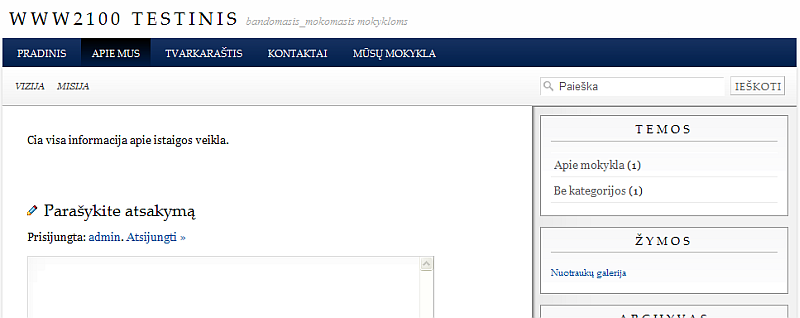 WWW2100 TESTINIS bandomasis_mokomasis mokykloms
PRADINIS APIE MUS TVARKARAŠTIS KONTAKTAI MŪSŲ MOKYKLA
VIZIJA MISIJA Paieška IEŠKOTI
Cia visa informacija apie istaigos veikla.
Parašykite atsakymą
Prisijungta: admin. Atsijungti »
TEMOS
Apie mokykla (1)
Be kategorijos (1)
ŽYMOS
Nuotraukų galerija
ARCHYVAS